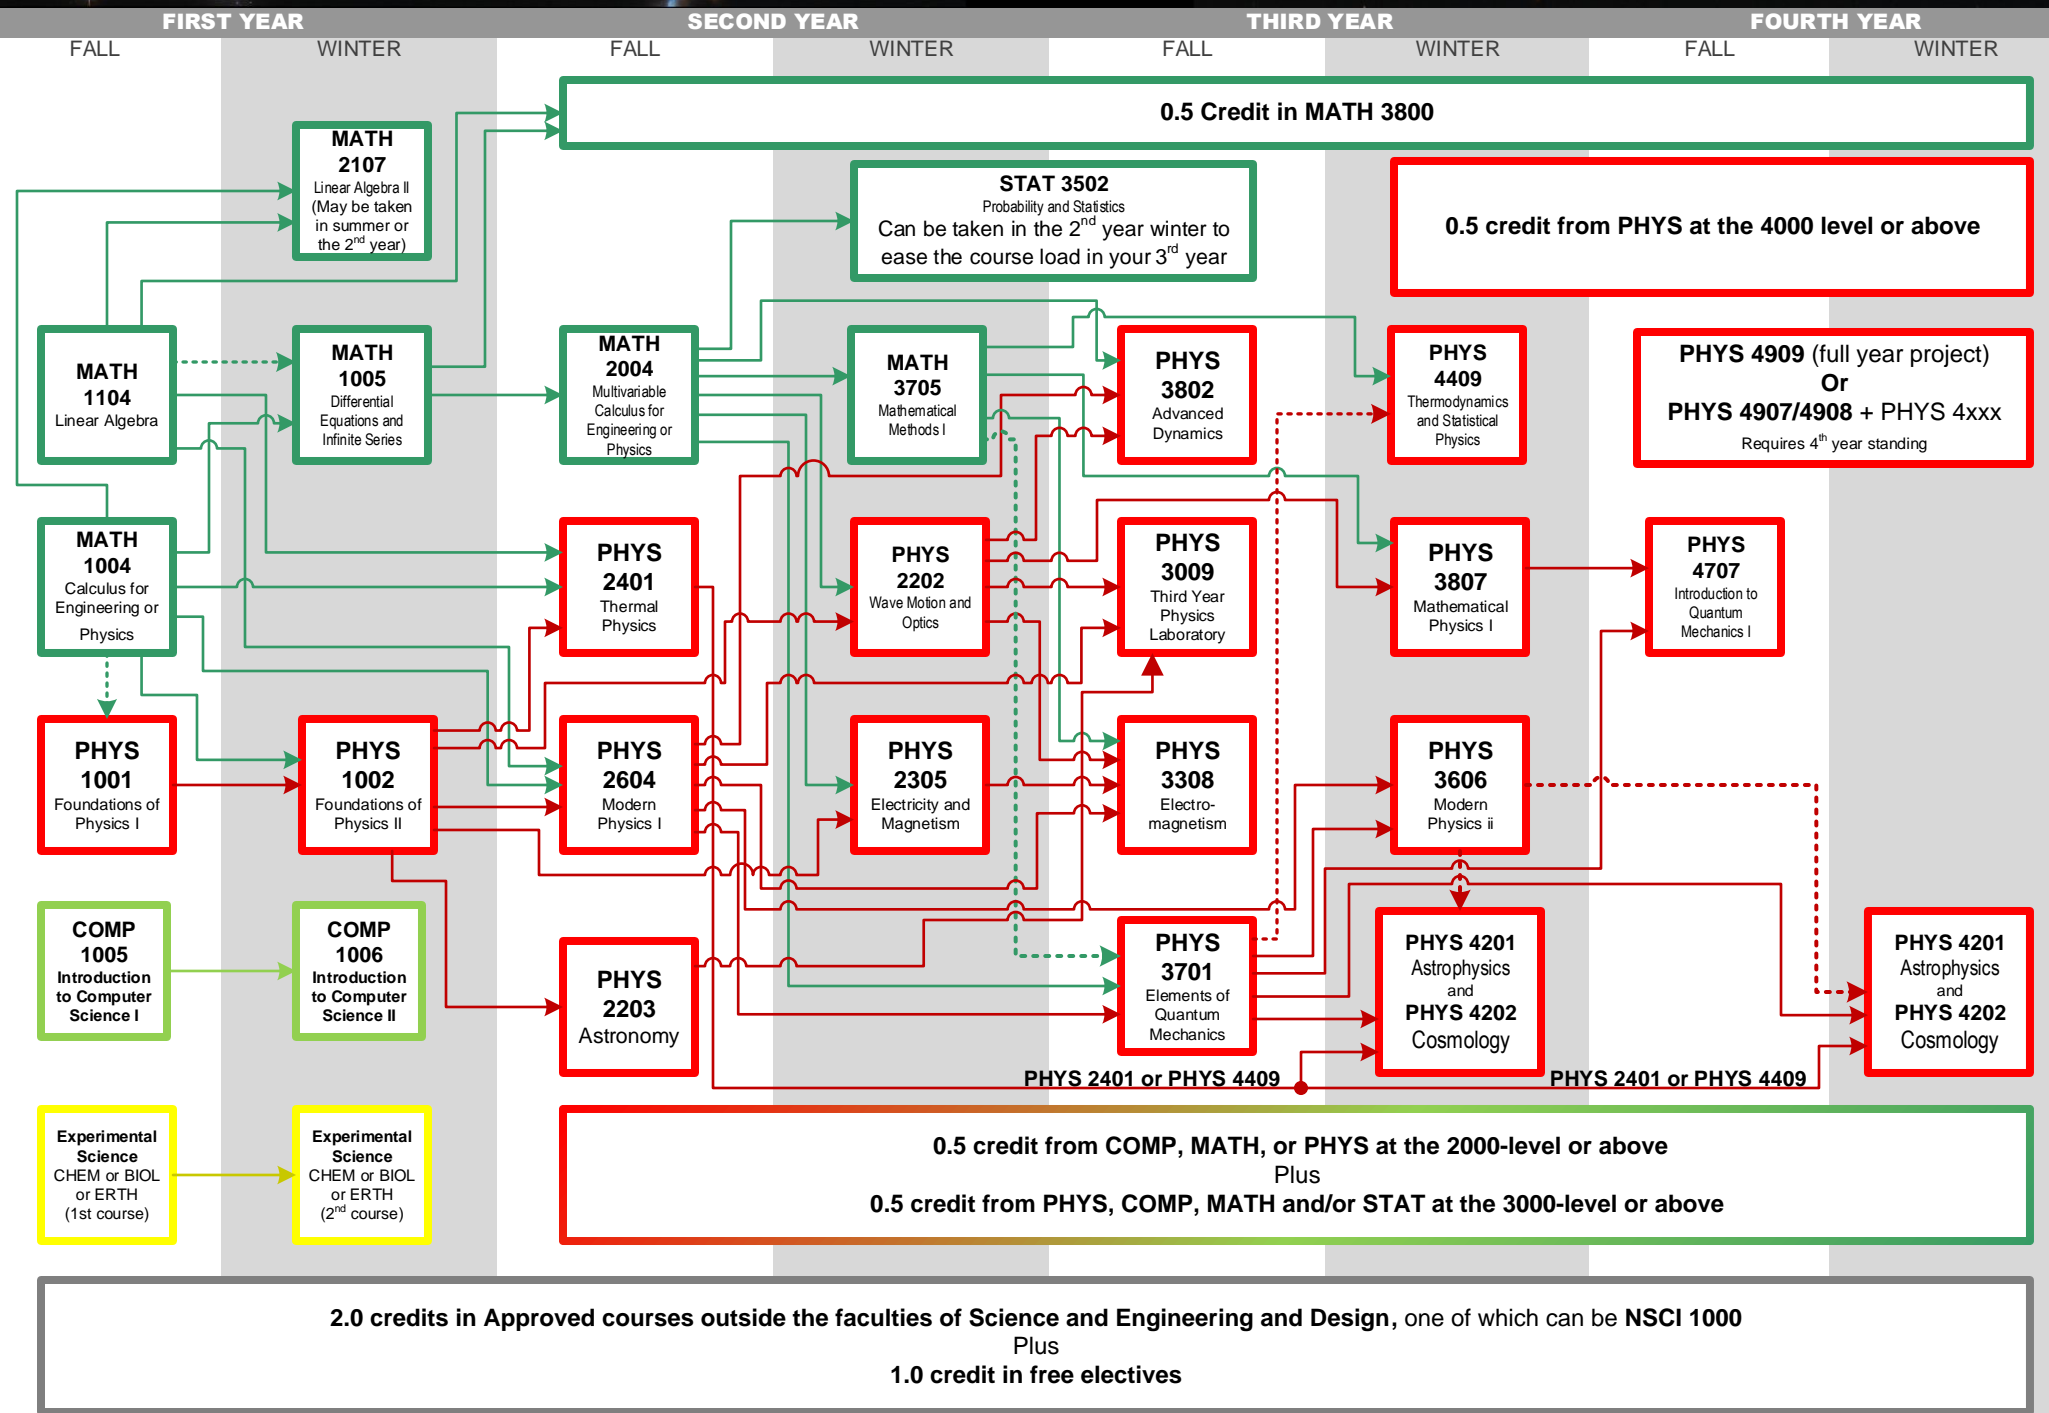 FIRST YEAR
SECOND YEAR
THIRD YEAR
FOURTH YEAR
FALL
WINTER
FALL
WINTER
FALL
WINTER
FALL
WINTER
0.5 Credit in MATH 3800
MATH
2107
Linear Algebra II
(May be taken
in summer or
the 2nd year)
STAT 3502
Probability and Statistics
Can be taken in the 2nd year winter to
ease the course load in your 3rd year
0.5 credit from PHYS at the 4000 level or above
MATH
1104
Linear Algebra
MATH
1005
Differential
Equations and
Infinite Series
MATH
2004
Multivariable
Calculus for
Engineering or
Physics
MATH
3705
Mathematical
Methods I
PHYS
3802
Advanced
Dynamics
PHYS
4409
Thermodynamics
and Statistical
Physics
PHYS 4909 (full year project)
Or
PHYS 4907/4908 + PHYS 4xxx
Requires 4th year standing
MATH
1004
Calculus for
Engineering or
Physics
PHYS
2401
Thermal
Physics
PHYS
2202
Wave Motion and
Optics
PHYS
3009
Third Year
Physics
Laboratory
PHYS
3807
Mathematical
Physics I
PHYS
4707
Introduction to
Quantum
Mechanics I
PHYS
1001
Foundations of
Physics I
PHYS
1002
Foundations of
Physics II
PHYS
2604
Modern
Physics I
PHYS
2305
Electricity and
Magnetism
PHYS
3308
Electro-
magnetism
PHYS
3606
Modern
Physics ii
COMP
1005
Introduction
to Computer
Science I
COMP
1006
Introduction
to Computer
Science II
PHYS
2203
Astronomy
PHYS
3701
Elements of
Quantum
Mechanics
PHYS 4201
Astrophysics
and
PHYS 4202
Cosmology
PHYS 4201
Astrophysics
and
PHYS 4202
Cosmology
PHYS 2401 or PHYS 4409
PHYS 2401 or PHYS 4409
Experimental
Science
CHEM or BIOL
or ERTH
(1st course)
Experimental
Science
CHEM or BIOL
or ERTH
(2nd course)
0.5 credit from COMP, MATH, or PHYS at the 2000-level or above
Plus
0.5 credit from PHYS, COMP, MATH and/or STAT at the 3000-level or above
2.0 credits in Approved courses outside the faculties of Science and Engineering and Design, one of which can be NSCI 1000
Plus
1.0 credit in free electives